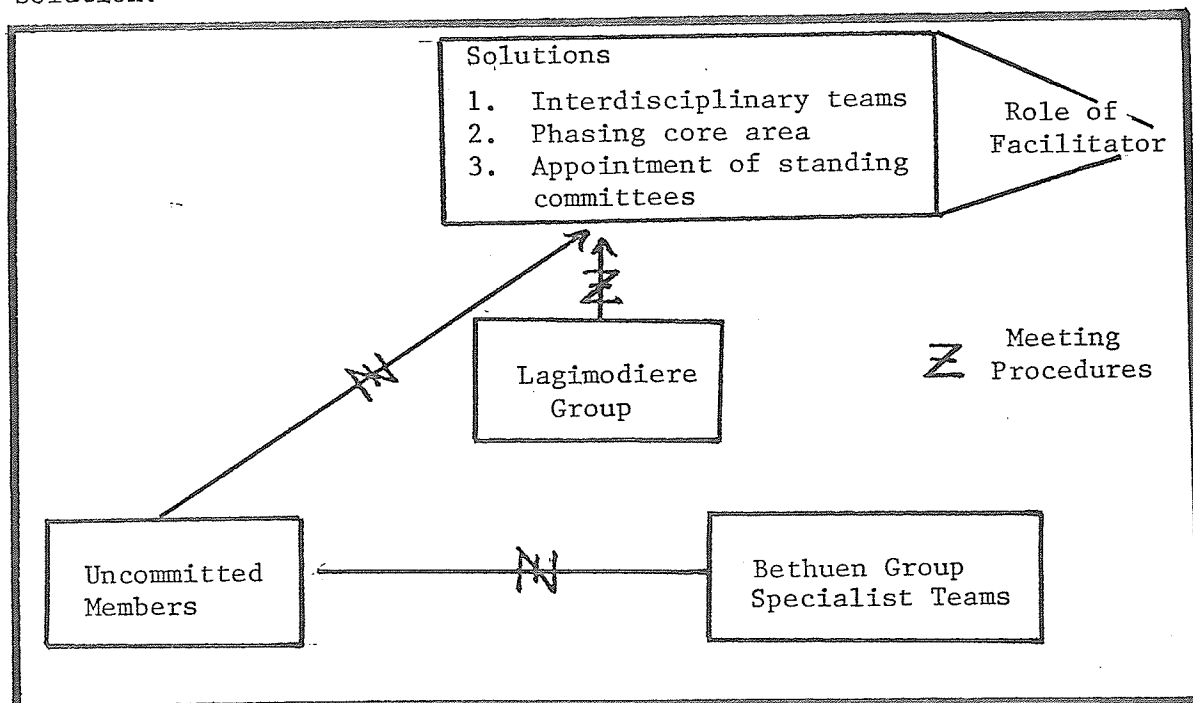 Solutions
1. Interdisciplinary teams
2. Phasing core area
3. Appointment of standing
committees
Role of
Facilitator
Lagimodiere
Group
Meeting
Procedures
Uncommitted
Members
Bethuen Group
Specialist Teams